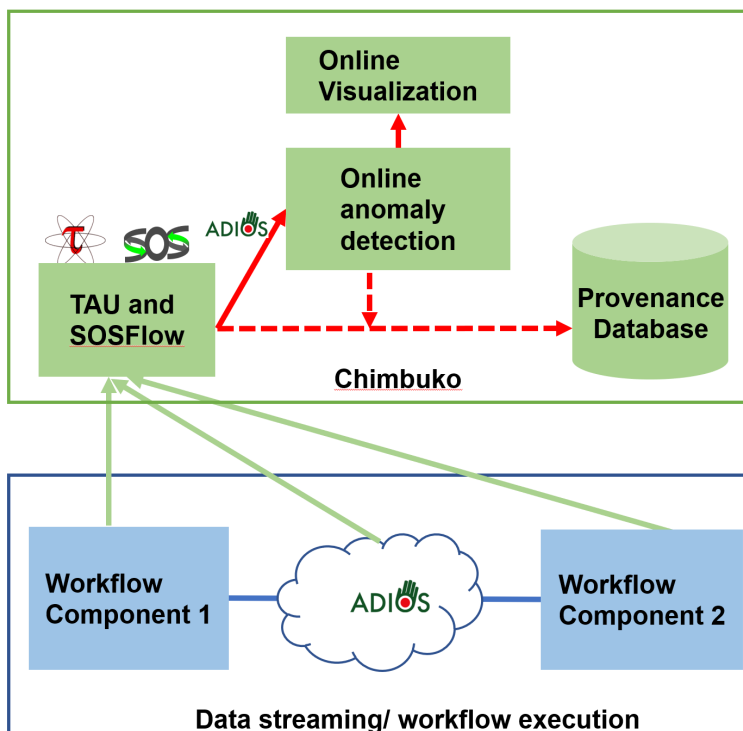 Online
Visualization
Online
anomaly
detection
τ
SOS
ADIOS
TAU and
SOSFlow
Provenance
Database
Chimbuko
Workflow
Component 1
ADIOS
Workflow
Component 2
Data streaming/ workflow execution